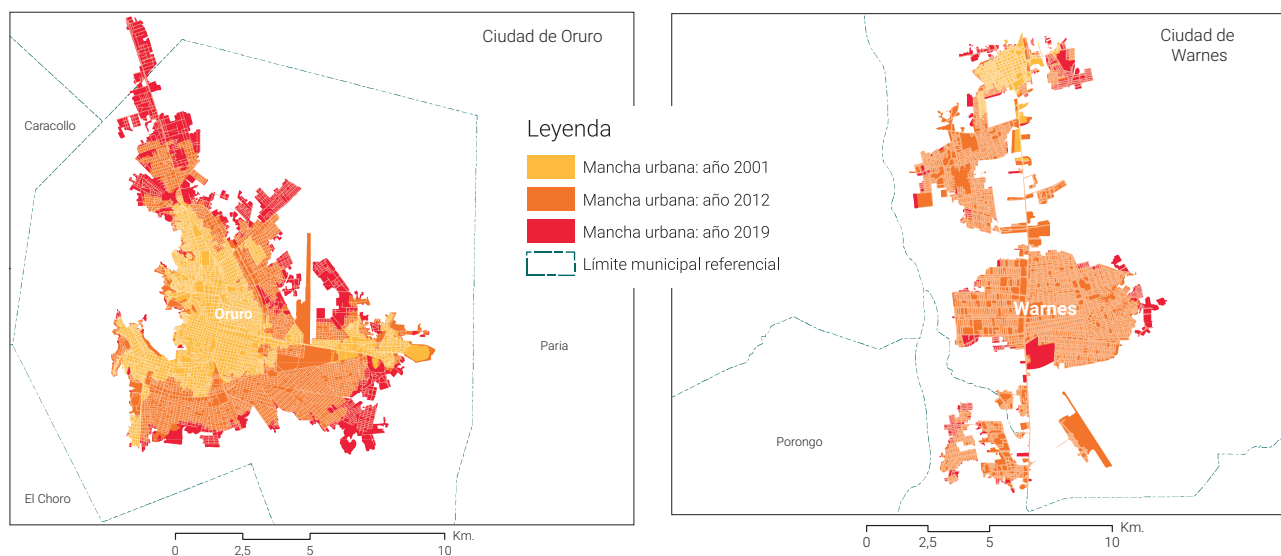 Ciudad de Oruro
Caracollo
Oruro
Paria
El Choro
0 2,5 5 10 Km.
Leyenda
Mancha urbana: año 2001
Mancha urbana: año 2012
Mancha urbana: año 2019
Límite municipal referencial
Ciudad de
Warnes
Warnes
Porongo
0 2,5 5 10 Km.